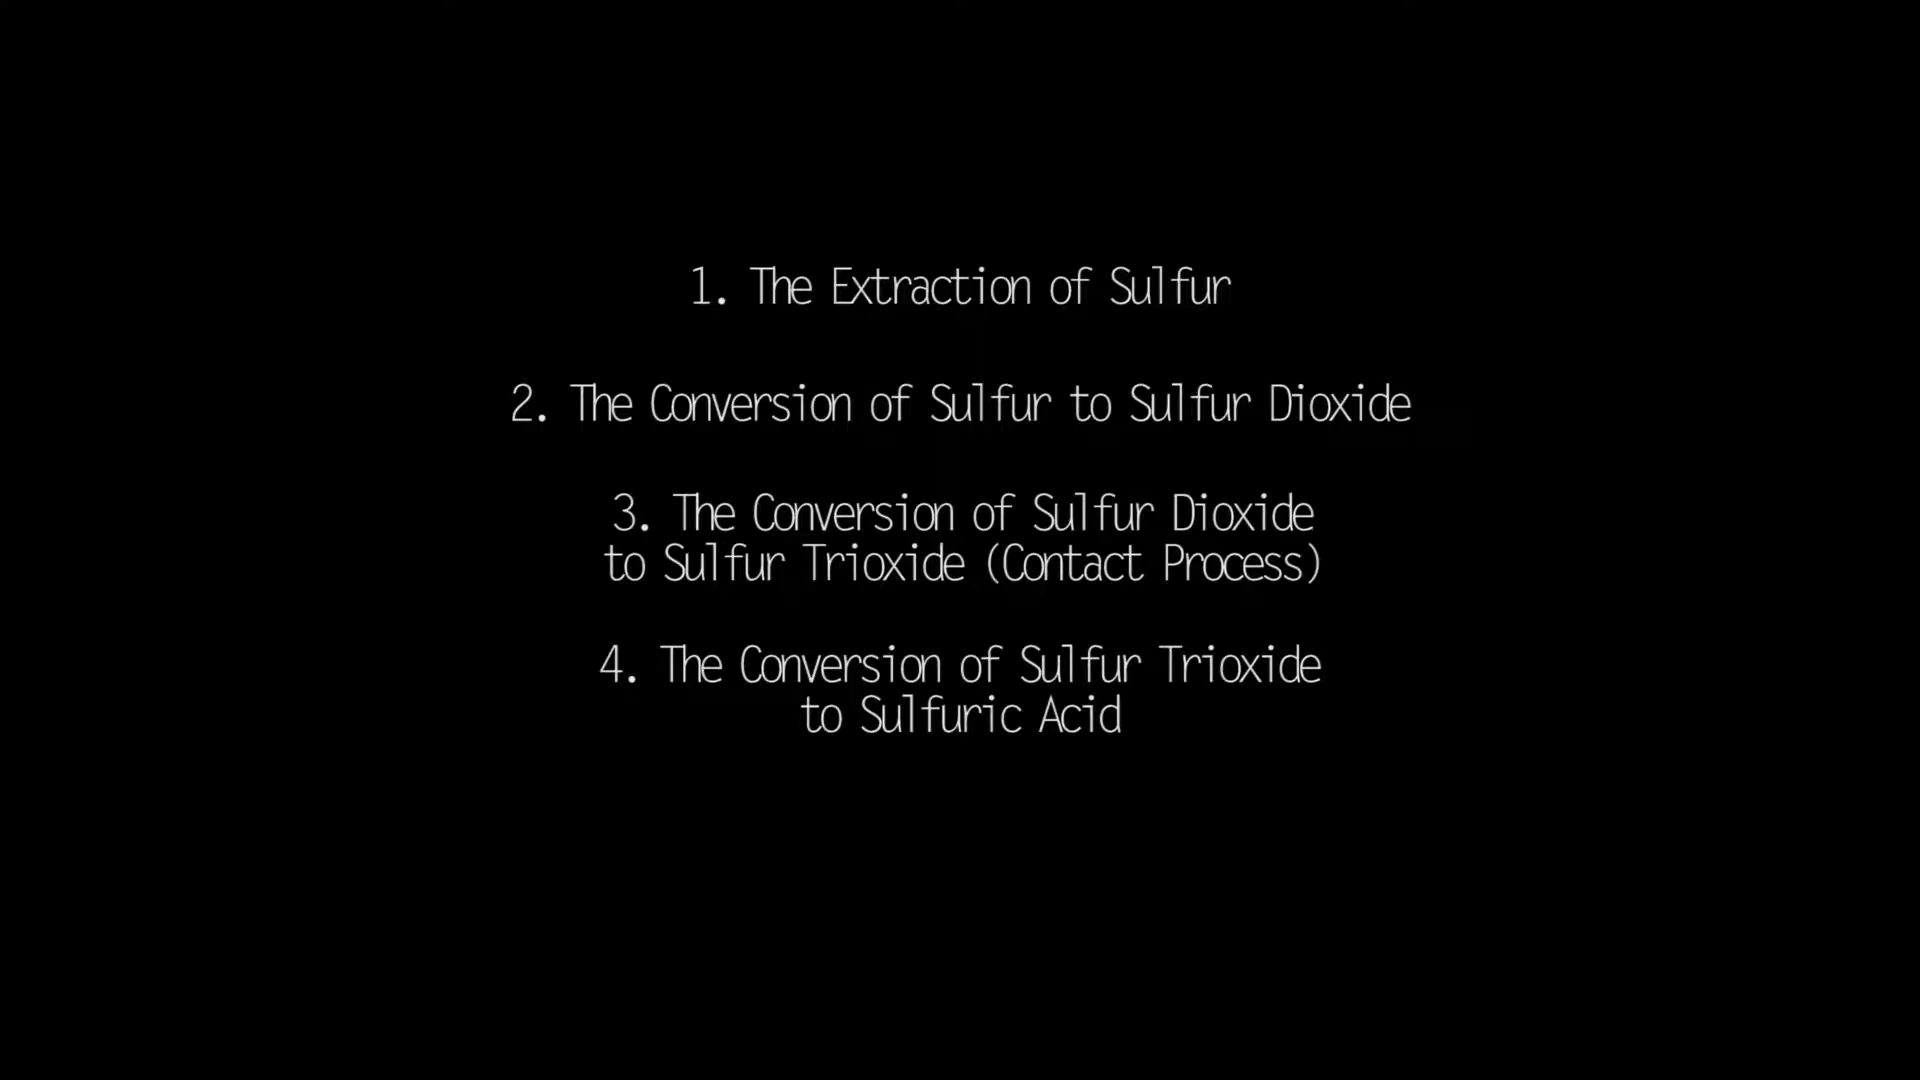 1. The Extraction of Sulfur
2. The Conversion of Sulfur to Sulfur Dioxide
3. The Conversion of Sulfur Dioxide
to Sulfur Trioxide (Contact Process)
4. The Conversion of Sulfur Trioxide
to Sulfuric Acid